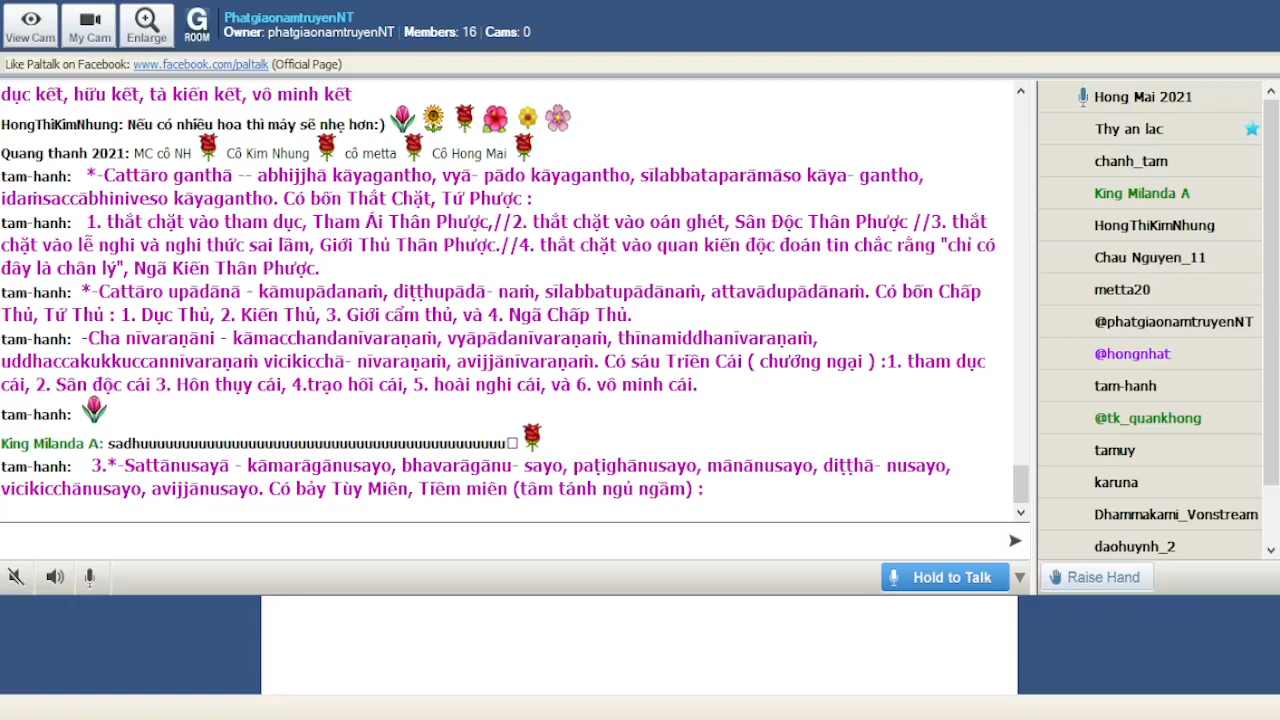 View Cam
My Cam
Enlarge
G
ROOM
PhatgiaonamtruyenNT
Owner: phatgiaonamtruyenNT | Members: 16 | Cams: 0
Like Paltalk on Facebook: www.facebook.com/paltalk (Official Page)
dục kết, hữu kết, tà kiến kết, vô minh kết
HongThiKimNhung: Nếu có nhiều hoa thì máy sẽ nhẹ hơn:)
Quang thanh 2021: MC cô NH Cô Kim Nhung cô metta Cô Hong Mai
tam-hanh: *-Cattāro ganthā -- abhijjhā kāyagantho, vyā- pādo kāyagantho, sīlabbataparāmāso kāya- gantho,
idaṁsaccābhiniveso kāyagantho. Có bốn Thắt Chặt, Tứ Phược :
tam-hanh: 1. thắt chặt vào tham dục, Tham Ái Thân Phược,//2. thắt chặt vào oán ghét, Sân Độc Thân Phược //3. thắt
chặt vào lễ nghi và nghi thức sai lầm, Giới Thủ Thân Phược.//4. thắt chặt vào quan kiến độc đoán tin chắc rằng "chỉ có
đây là chân lý", Ngã Kiến Thân Phược.
tam-hanh: *-Cattāro upādānā - kāmupādanaṁ, diṭṭhupādā- naṁ, sīlabbatupādānaṁ, attavādupādānaṁ. Có bốn Chấp
Thủ, Tứ Thủ : 1. Dục Thủ, 2. Kiến Thủ, 3. Giới cấm thủ, và 4. Ngã Chấp Thủ.
tam-hanh: -Cha nīvaraṇāni - kāmacchandanīvaraṇaṁ, vyāpādanīvaraṇaṁ, thīnamiddhanīvaraṇaṁ,
uddhaccakukkuccannīvaraṇaṁ vicikicchā- nīvaraṇaṁ, avijjānīvaraṇaṁ. Có sáu Triền Cái ( chướng ngại ) :1. tham dục
cái, 2. Sân độc cái 3. Hôn thụy cái, 4.trạo hối cái, 5. hoài nghi cái, và 6. vô minh cái.
tam-hanh:
King Milanda A: sadhuuuuuuuuuuuuuuuuuuuuuuuuuuuuuuuuuuuuuuuuuuu
tam-hanh: 3.*-Sattānusayā - kāmarāgānusayo, bhavarāgānu- sayo, paṭighānusayo, mānānusayo, diṭṭhā- nusayo,
vicikicchānusayo, avijjānusayo. Có bảy Tùy Miên, Tiềm miên (tâm tánh ngủ ngầm) :
Hold to Talk
Hong Mai 2021
Thy an lac
chanh_tam
King Milanda A
HongThiKimNhung
Chau Nguyen_11
metta20
@phatgiaonamtruyenNT
@hongnhat
tam-hanh
@tk_quankhong
tamuy
karuna
Dhammakami_Vonstream
daohuynh_2
Raise Hand